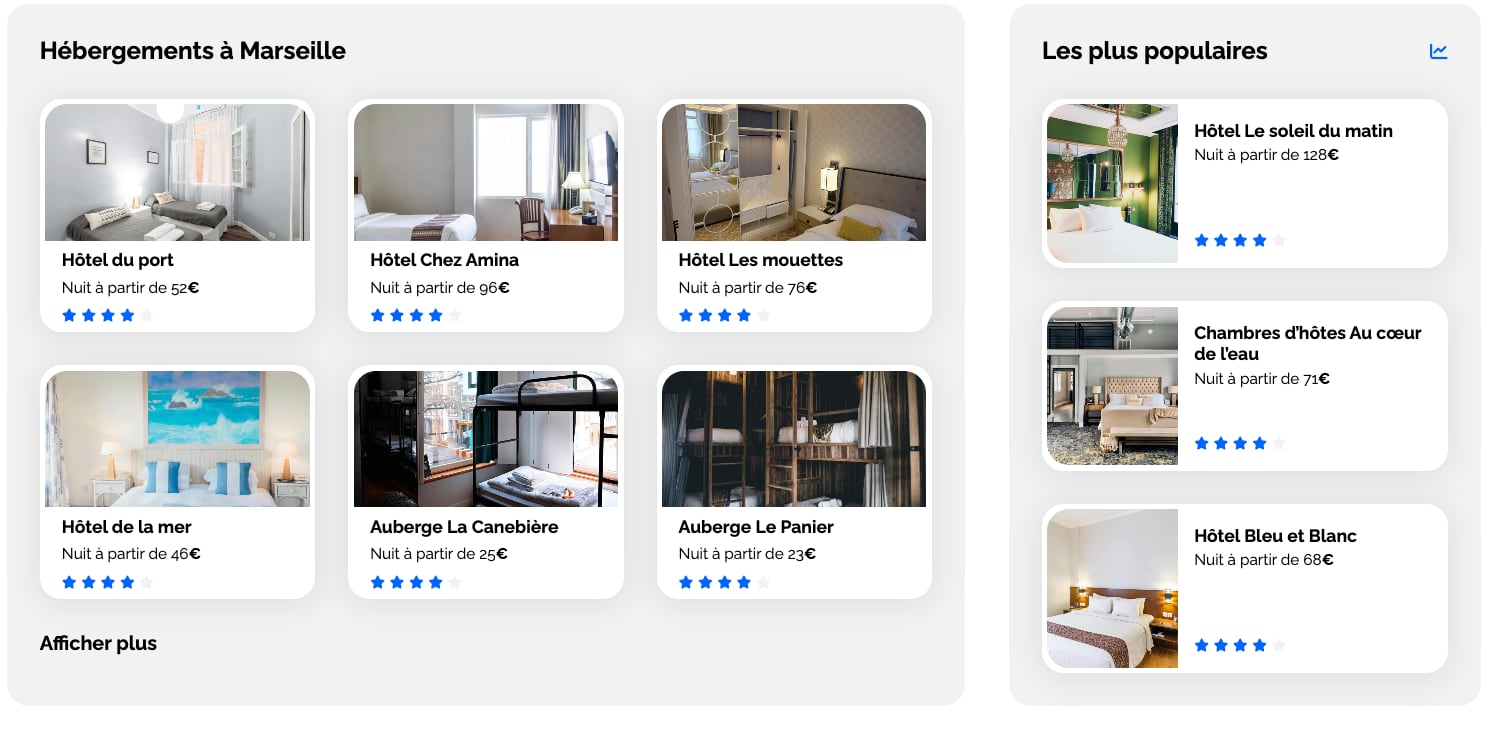 Hébergements à Marseille
Hôtel du port
Nuit à partir de 52€
Hôtel Chez Amina
Nuit à partir de 96€
Hôtel Les mouettes
Nuit à partir de 76€
Hôtel de la mer
Nuit à partir de 46€
Auberge La Canebière
Nuit à partir de 25€
Auberge Le Panier
Nuit à partir de 23€
Afficher plus
Les plus populaires
Hôtel Le soleil du matin
Nuit à partir de 128€
Chambres d'hôtes Au cœur
de l'eau
Nuit à partir de 71€
Hôtel Bleu et Blanc
Nuit à partir de 68€